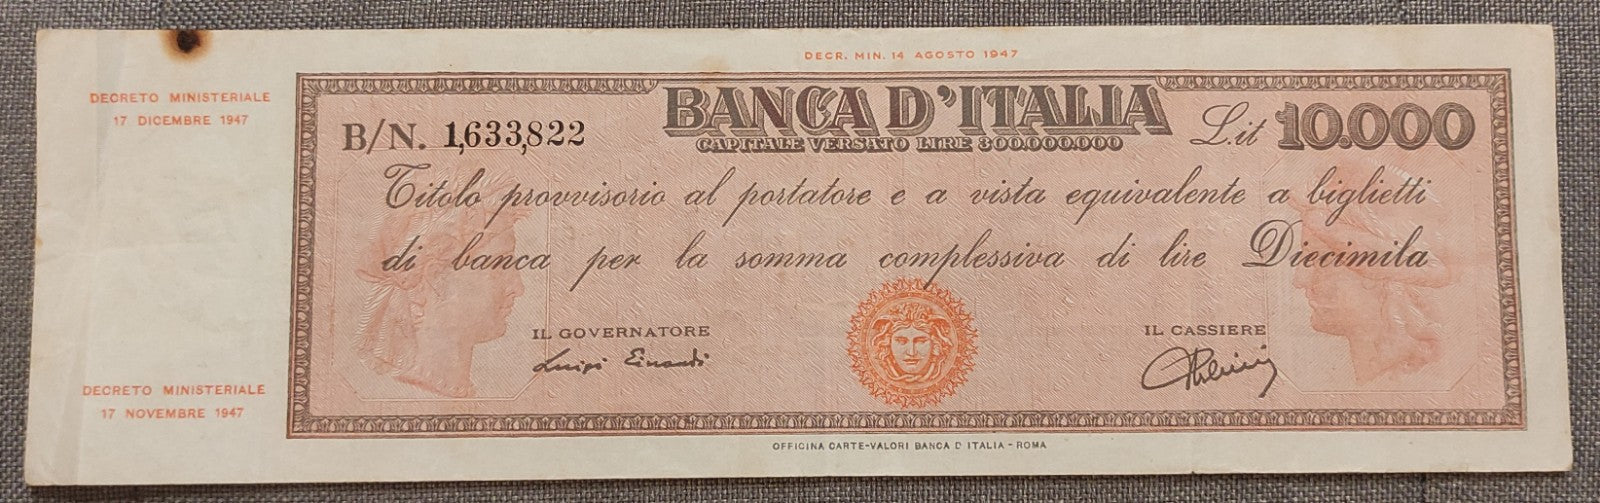 DECR. MIN. 14 AGOSTO 1947
DECRETO MINISTERIALE
17 DICEMBRE 1947
B/N. 1,633,822
BANCA D'ITALIA
CAPITALE VERSATO LIRE 300.000.000
L.it 10.000
Titolo provvisorio al portatore e a vista equivalente a biglietti
di banca per la somma complessiva di lire Diecimila
IL GOVERNATORE
Luigi Einaudi
IL CASSIERE
DECRETO MINISTERIALE
17 NOVEMBRE 1947
OFFICINA CARTE-VALORI BANCA D'ITALIA - ROMA